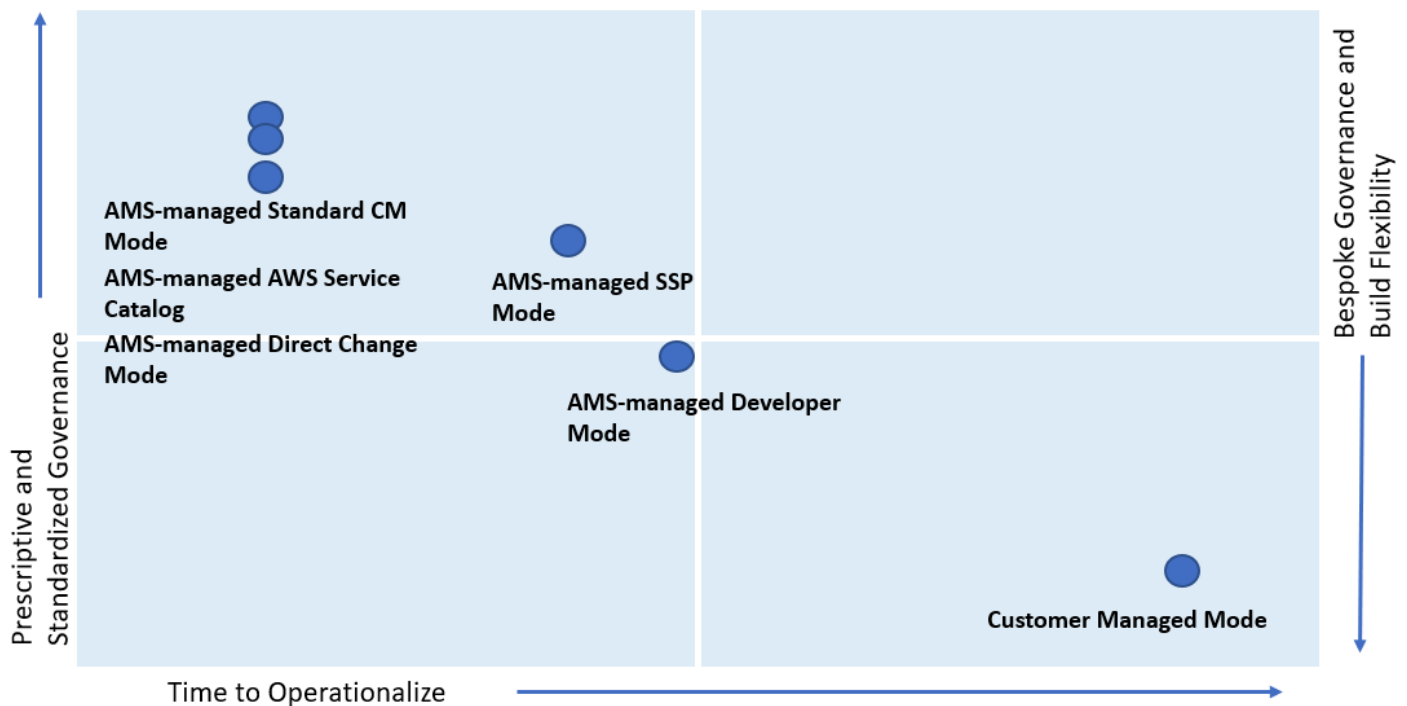 AMS-managed Standard CM
Mode
AMS-managed AWS Service
Catalog
AMS-managed Direct Change
Mode
AMS-managed SSP
Mode
AMS-managed Developer
Mode
Customer Managed Mode
Prescriptive and
Standardized Governance
Bespoke Governance and
Build Flexibility
Time to Operationalize